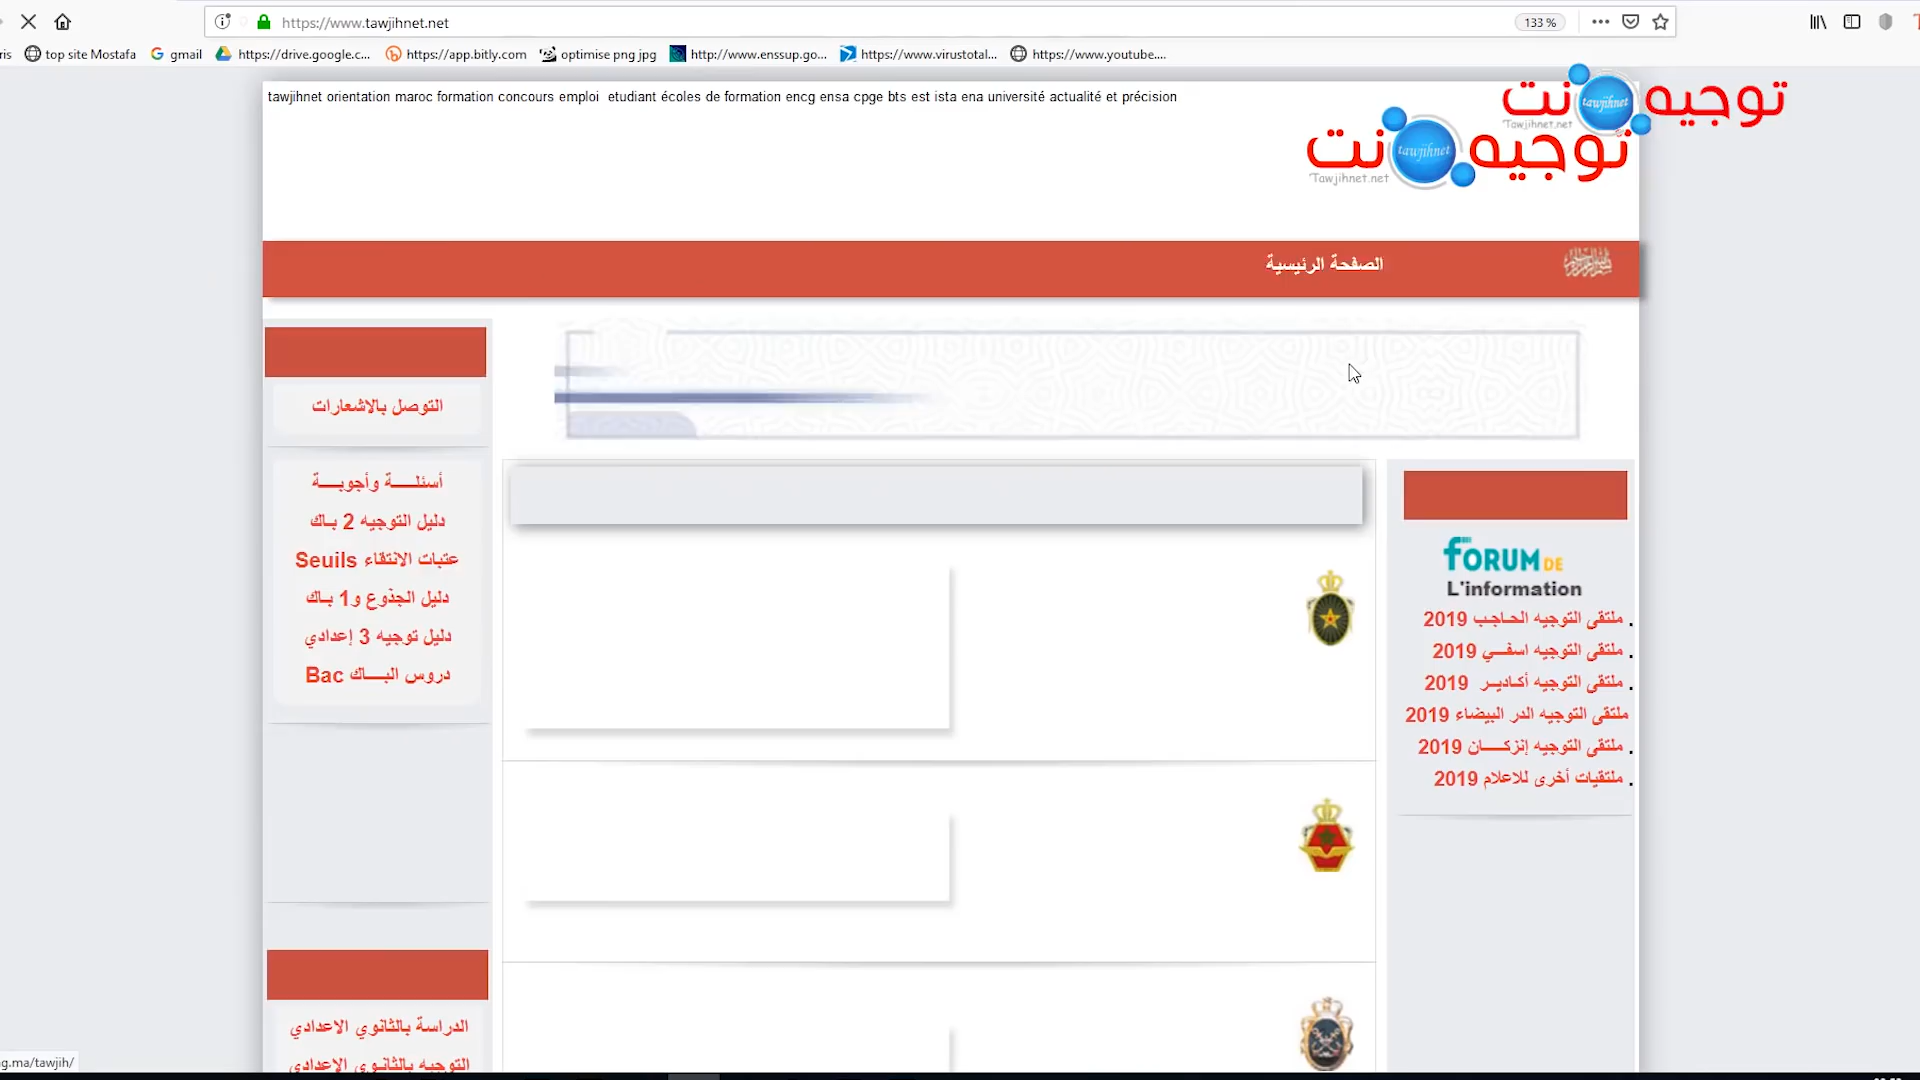 https://www.tawjihnet.net
133 %
ris
top site Mostafa
gmail
https://drive.google.c...
https://app.bitly.com
optimise png jpg
http://www.enssup.go...
https://www.virustotal...
https://www.youtube....
tawjihnet orientation maroc formation concours emploi etudiant écoles de formation encg ensa cpge bts est ista ena université actualité et précision
توجيه نت
tawjihnet
Tawjihnet.net
توجيه نت
tawjihnet
Tawjihnet.net
الصفحة الرئيسية
التوصل بالاشعارات
أسئلـــة وأجوبـــة
دليل التوجيه 2 بـاك
عتبات الانتقاء Seuils
دليل الجذوع و1 بـاك
دليل توجيه 3 إعدادي
دروس البـــاك Bac
الدراسة بالثانوي الاعدادي
التوجيه بالثانوي الإعدادي
FORUM DE
L'information
. ملتقى التوجيه الحـاجـب 2019
. ملتقى التوجيه اسفـــي 2019
. ملتقى التوجيه أكـاديـر 2019
ملتقى التوجيه الدر البيضاء 2019
. ملتقى التوجيه إنزكـــان 2019
. ملتقيات أخرى للاعلام 2019
g.ma/tawjih/